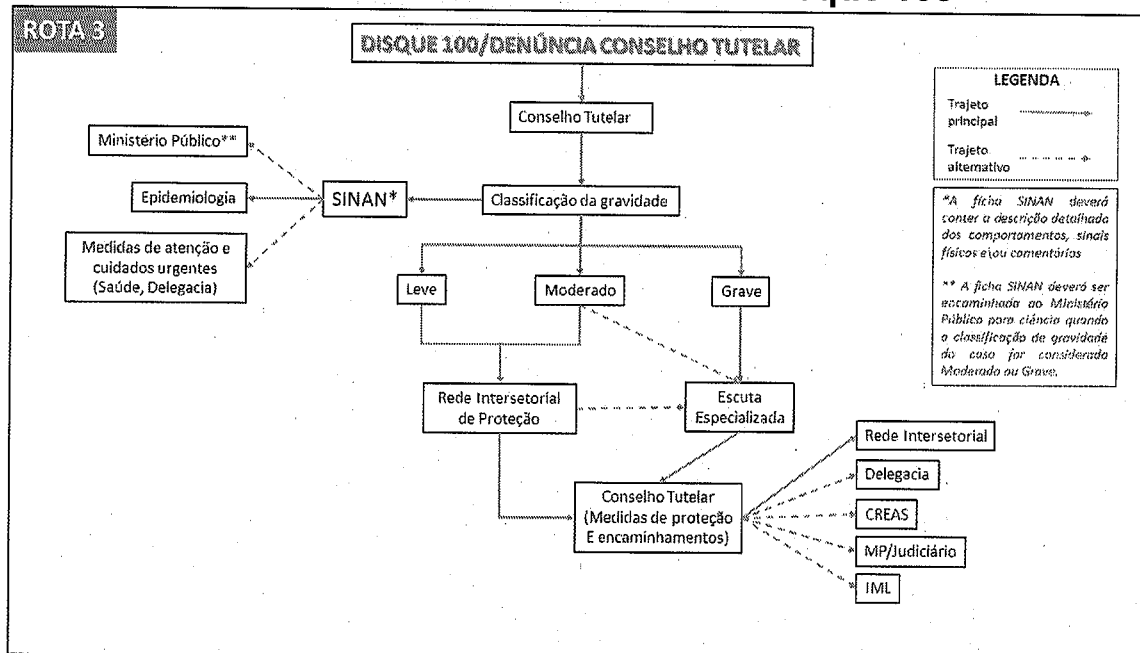 ROTA 3
DISQUE 100/DENÚNCIA CONSELHO TUTELAR
LEGENDA
Trajeto
principal
Trajeto
alternativo
*A ficha SINAN deverá
conter a descrição detalhada
dos comportamentos, sinais
físicos e\ou comentários
** A ficha SINAN deverá ser
encaminhada ao Ministério
Público para ciência quando
a classificação de gravidade
do caso for considerada
Moderado ou Grave.
Conselho Tutelar
Ministério Público**
Epidemiologia
SINAN*
Classificação da gravidade
Medidas de atenção e
cuidados urgentes
(Saúde, Delegacia)
Leve
Moderado
Grave
Rede Intersetorial
de Proteção
Escuta
Especializada
Conselho Tutelar
(Medidas de proteção
E encaminhamentos)
Rede Intersetorial
Delegacia
CREAS
MP/Judiciário
IML